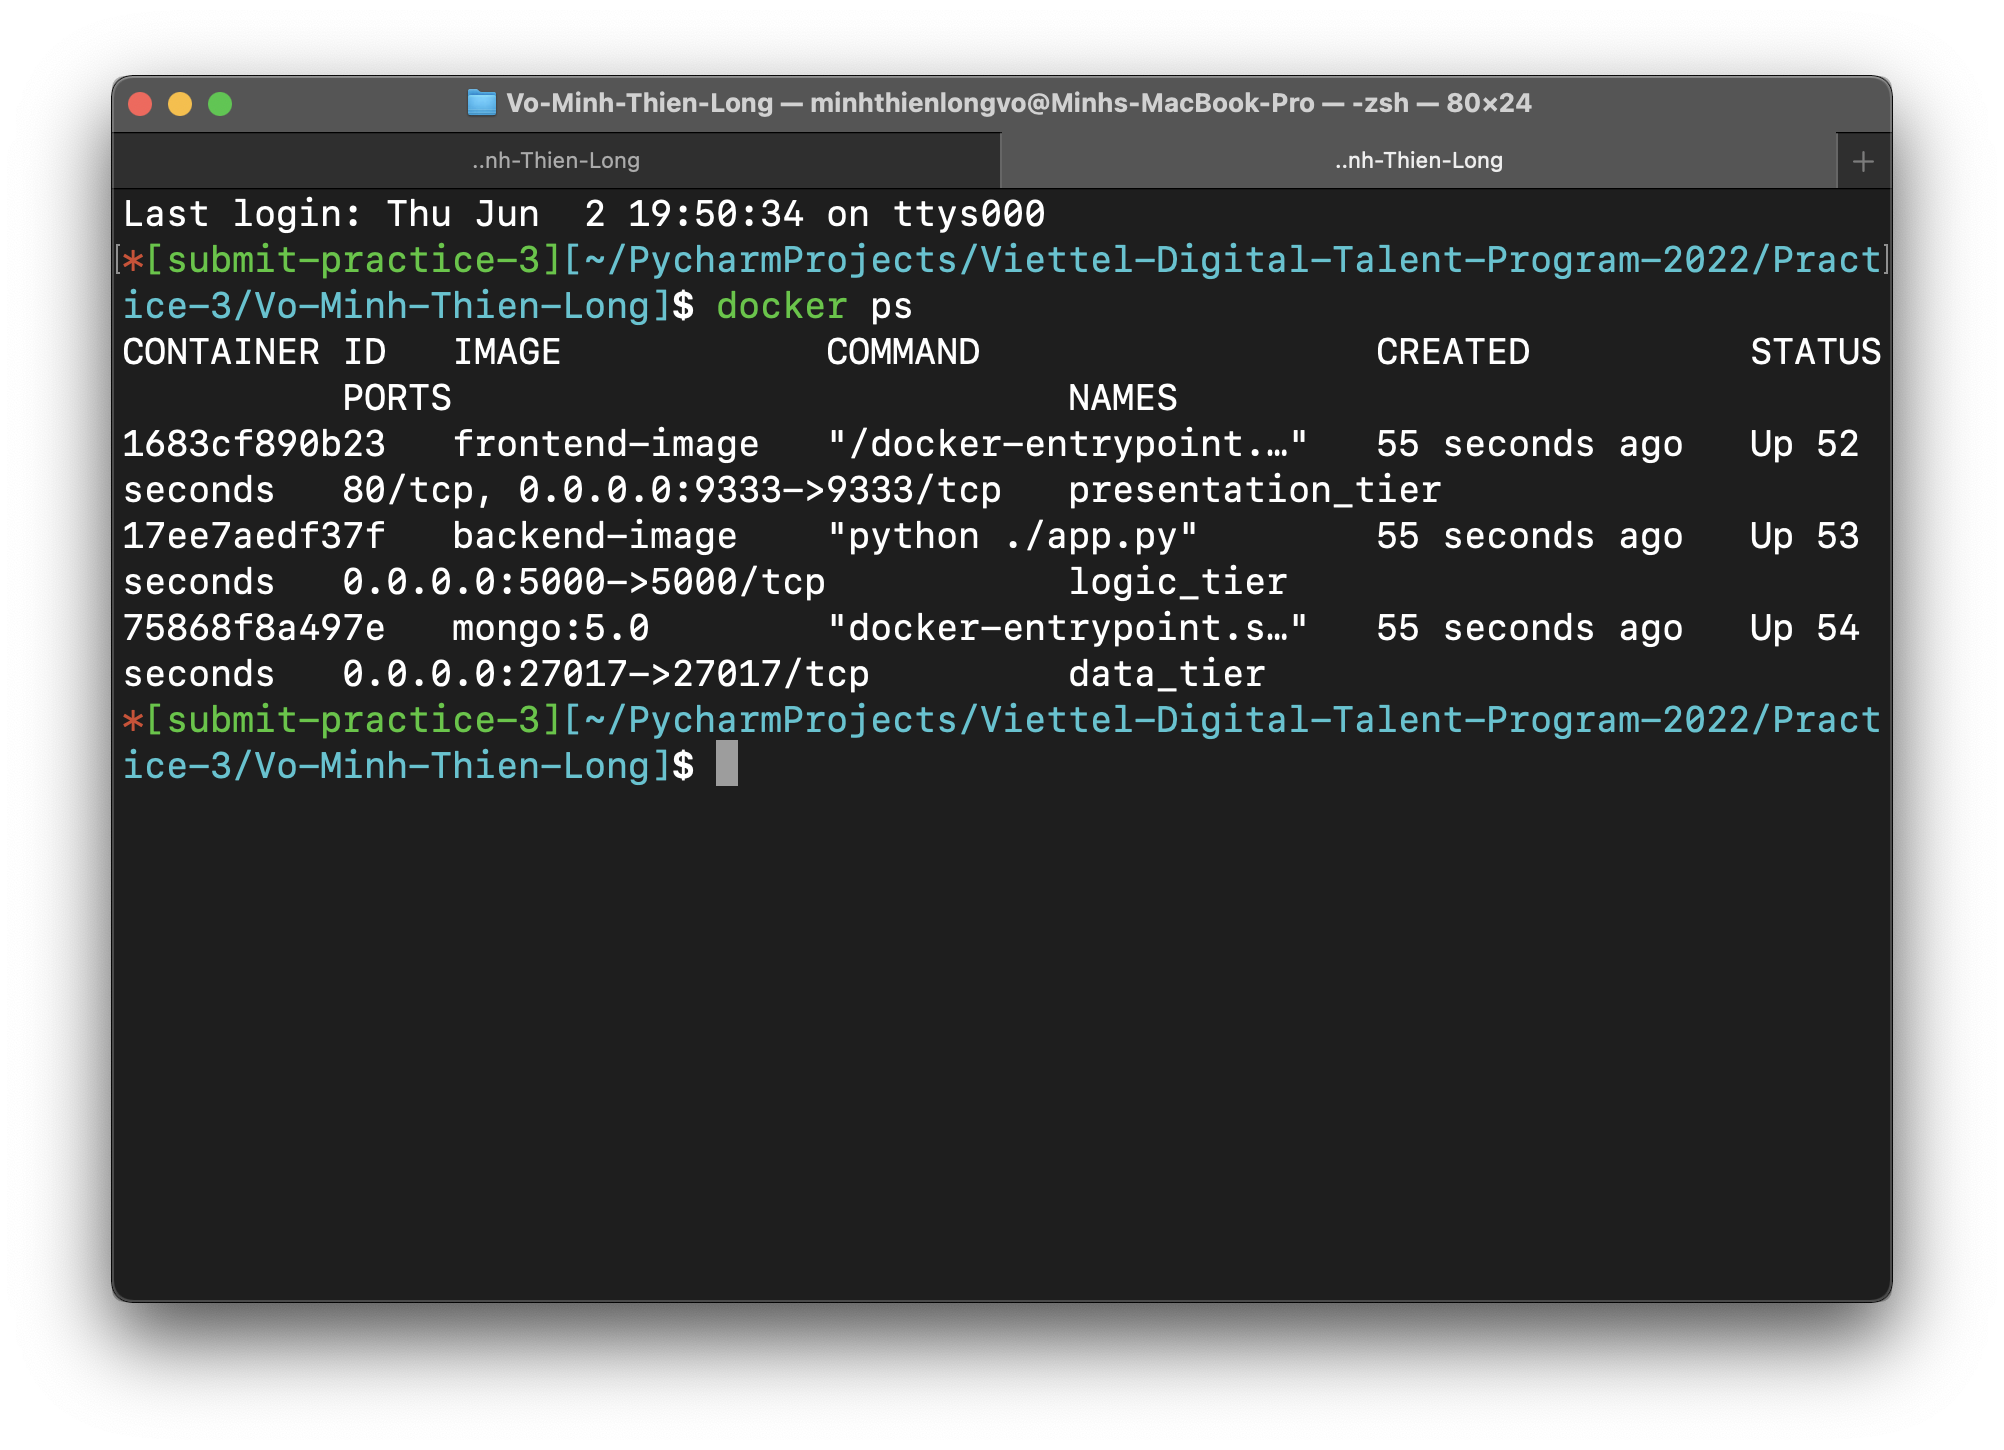 Vo-Minh-Thien-Long — minhthienlongvo@Minhs-MacBook-Pro — -zsh — 80×24
..nh-Thien-Long ..nh-Thien-Long +
Last login: Thu Jun  2 19:50:34 on ttys000
[*[submit-practice-3][~/PycharmProjects/Viettel-Digital-Talent-Program-2022/Pract]
ice-3/Vo-Minh-Thien-Long]$ docker ps
CONTAINER ID   IMAGE            COMMAND                  CREATED          STATUS
          PORTS                            NAMES
1683cf890b23   frontend-image   "/docker-entrypoint.…"   55 seconds ago   Up 52
seconds   80/tcp, 0.0.0.0:9333->9333/tcp   presentation_tier
17ee7aedf37f   backend-image    "python ./app.py"        55 seconds ago   Up 53
seconds   0.0.0.0:5000->5000/tcp           logic_tier
75868f8a497e   mongo:5.0        "docker-entrypoint.s…"   55 seconds ago   Up 54
seconds   0.0.0.0:27017->27017/tcp         data_tier
*[submit-practice-3][~/PycharmProjects/Viettel-Digital-Talent-Program-2022/Pract
ice-3/Vo-Minh-Thien-Long]$